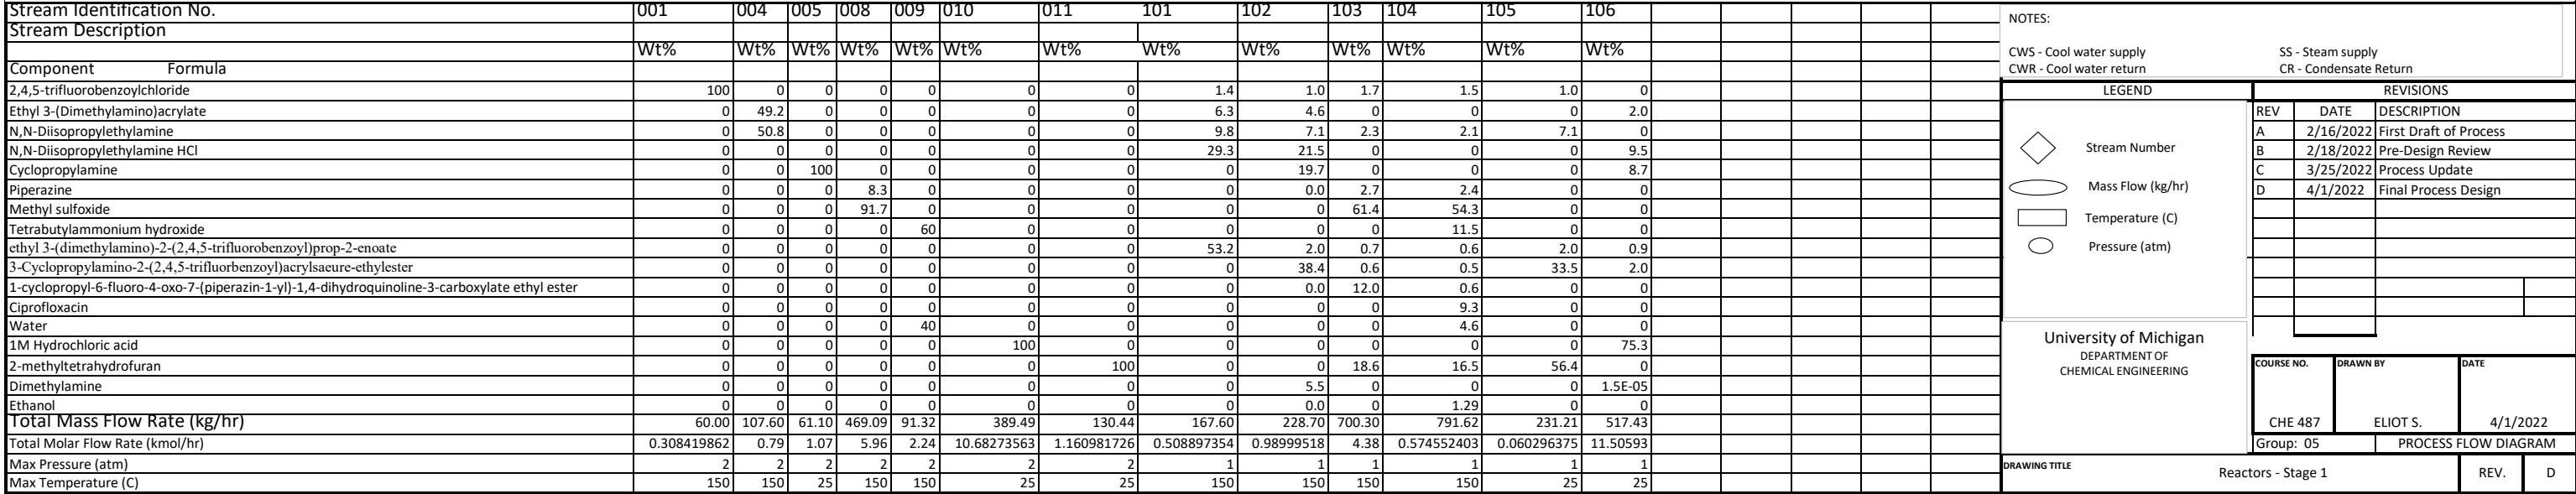 Stream Identification No. 001 004 005 008 009 010 011 101 102 103 104 105 106
Stream Description
Wt% Wt% Wt% Wt% Wt% Wt% Wt% Wt% Wt% Wt% Wt% Wt% Wt%
Component Formula
2,4,5-trifluorobenzoylchloride 100 0 0 0 0 0 0 1.4 1.0 1.7 1.5 1.0 0
Ethyl 3-(Dimethylamino)acrylate 0 49.2 0 0 0 0 0 6.3 4.6 0 0 0 2.0
N,N-Diisopropylethylamine 0 50.8 0 0 0 0 0 9.8 7.1 2.3 2.1 7.1 0
N,N-Diisopropylethylamine HCl 0 0 0 0 0 0 0 29.3 21.5 0 0 0 9.5
Cyclopropylamine 0 0 100 0 0 0 0 0 19.7 0 0 0 8.7
Piperazine 0 0 0 8.3 0 0 0 0 0.0 2.7 2.4 0 0
Methyl sulfoxide 0 0 0 91.7 0 0 0 0 0 61.4 54.3 0 0
Tetrabutylammonium hydroxide 0 0 0 0 60 0 0 0 0 0 11.5 0 0
ethyl 3-(dimethylamino)-2-(2,4,5-trifluorobenzoyl)prop-2-enoate 0 0 0 0 0 0 0 53.2 2.0 0.7 0.6 2.0 0.9
3-Cyclopropylamino-2-(2,4,5-trifluorbenzoyl)acrylsaeure-ethylester 0 0 0 0 0 0 0 0 38.4 0.6 0.5 33.5 2.0
1-cyclopropyl-6-fluoro-4-oxo-7-(piperazin-1-yl)-1,4-dihydroquinoline-3-carboxylate ethyl ester 0 0 0 0 0 0 0 0 0.0 12.0 0.6 0 0
Ciprofloxacin 0 0 0 0 0 0 0 0 0 0 9.3 0 0
Water 0 0 0 0 40 0 0 0 0 0 4.6 0 0
1M Hydrochloric acid 0 0 0 0 0 100 0 0 0 0 0 0 75.3
2-methyltetrahydrofuran 0 0 0 0 0 0 100 0 0 18.6 16.5 56.4 0
Dimethylamine 0 0 0 0 0 0 0 0 5.5 0 0 0 1.5E-05
Ethanol 0 0 0 0 0 0 0 0 0.0 0 1.29 0 0
Total Mass Flow Rate (kg/hr) 60.00 107.60 61.10 469.09 91.32 389.49 130.44 167.60 228.70 700.30 791.62 231.21 517.43
Total Molar Flow Rate (kmol/hr) 0.308419862 0.79 1.07 5.96 2.24 10.68273563 1.160981726 0.508897354 0.98999518 4.38 0.574552403 0.060296375 11.50593
Max Pressure (atm) 2 2 2 2 2 2 2 1 1 1 1 1 1
Max Temperature (C) 150 150 25 150 150 25 25 150 150 150 150 25 25
NOTES:
CWS - Cool water supply SS - Steam supply
CWR - Cool water return CR - Condensate Return
LEGEND
Stream Number
Mass Flow (kg/hr)
Temperature (C)
Pressure (atm)
REVISIONS
REV DATE DESCRIPTION
A 2/16/2022 First Draft of Process
B 2/18/2022 Pre-Design Review
C 3/25/2022 Process Update
D 4/1/2022 Final Process Design
University of Michigan
DEPARTMENT OF
CHEMICAL ENGINEERING
COURSE NO. DRAWN BY DATE
CHE 487 ELIOT S. 4/1/2022
Group: 05 PROCESS FLOW DIAGRAM
DRAWING TITLE Reactors - Stage 1 REV. D